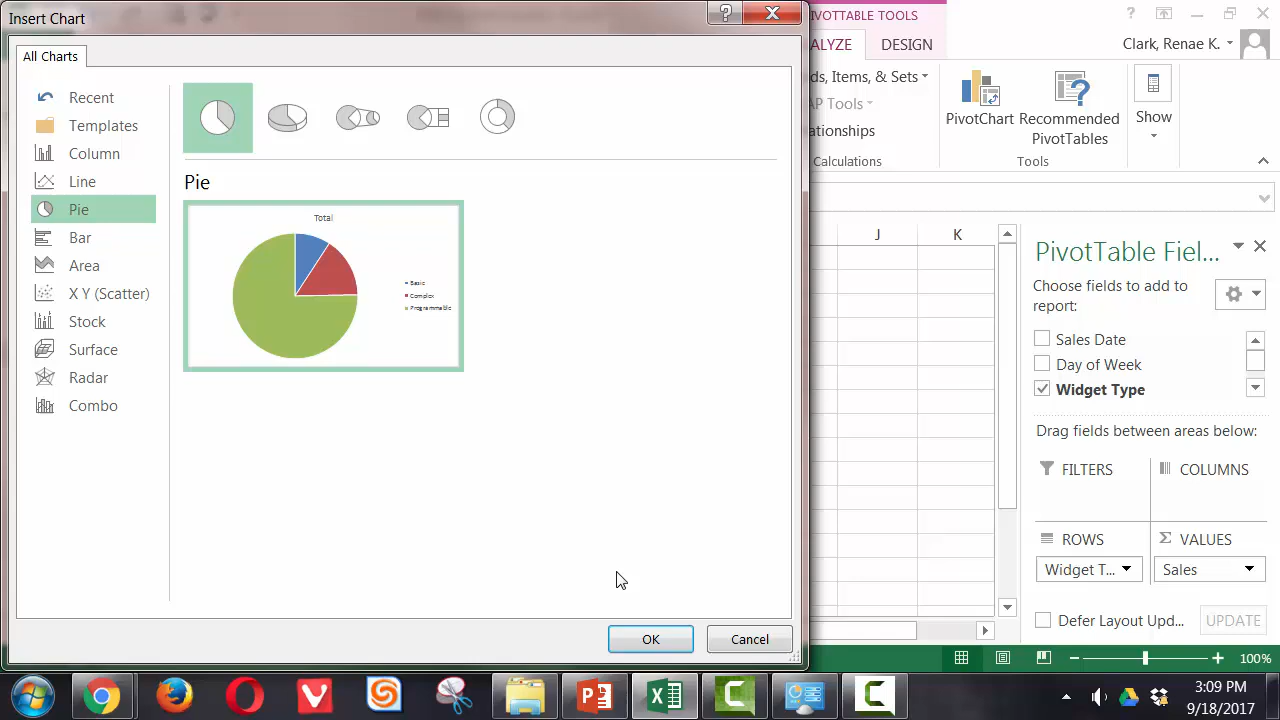 Insert Chart
All Charts
Recent
Templates
Column
Line
Pie
Bar
Area
X Y (Scatter)
Stock
Surface
Radar
Combo
Pie
Total
Basic
Complex
Programmable
OK
Cancel
IVOTTABLE TOOLS
ALYZE
DESIGN
Clark, Renae K.
ds, Items, & Sets
AP Tools
lationships
Calculations
PivotChart
Recommended
PivotTables
Tools
Show
J
K
PivotTable Fiel...
Choose fields to add to
report:
Sales Date
Day of Week
Widget Type
Drag fields between areas below:
FILTERS
COLUMNS
ROWS
Σ VALUES
Widget T...
Sales
Defer Layout Upd...
UPDATE
100%
3:09 PM
9/18/2017